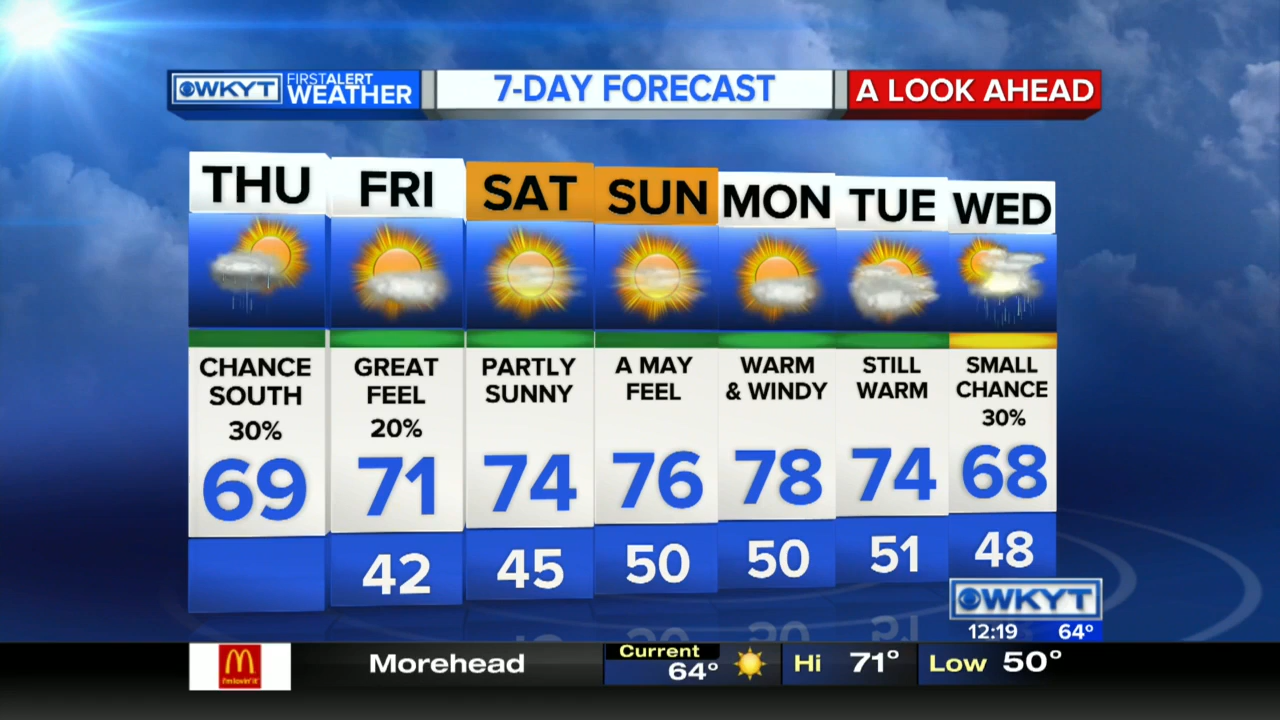 WKYT FIRST ALERT WEATHER 7-DAY FORECAST A LOOK AHEAD
THU FRI SAT SUN MON TUE WED
CHANCE SOUTH
30%
69
GREAT FEEL
20%
71
42
PARTLY SUNNY
74
45
A MAY FEEL
76
50
WARM & WINDY
78
50
STILL WARM
74
51
SMALL CHANCE
30%
68
48
WKYT
12:19 64°
i'm lovin' it
Morehead Current 64° Hi 71° Low 50°